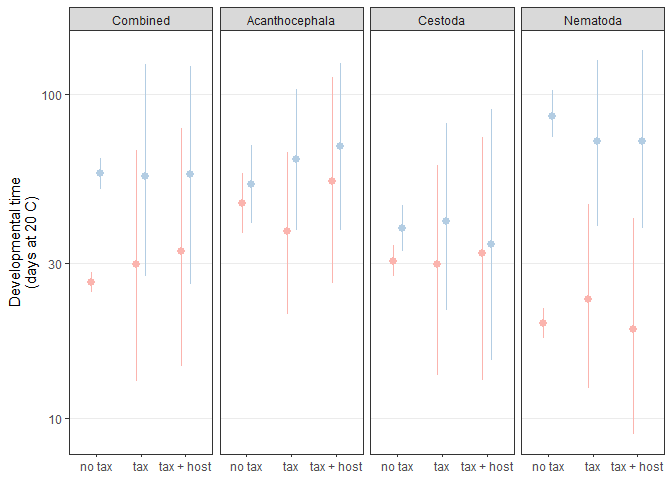 Combined
Acanthocephala
Cestoda
Nematoda
Developmental time
(days at 20 C)
100
30
10
no tax
tax
tax + host
no tax
tax
tax + host
no tax
tax
tax + host
no tax
tax
tax + host